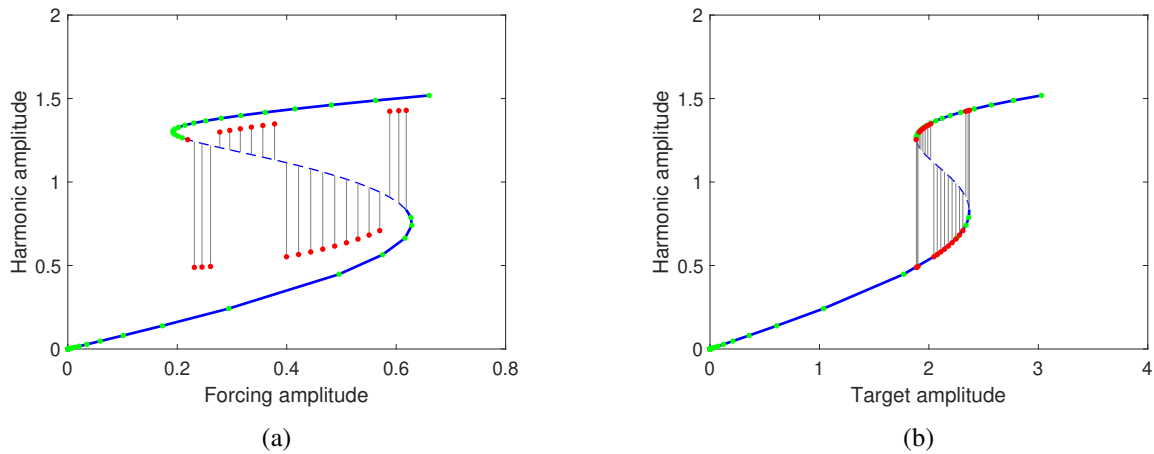 2
1.5
1
0.5
0
0 0.2 0.4 0.6 0.8
Harmonic amplitude
Forcing amplitude
(a)
2
1.5
1
0.5
0
0 1 2 3 4
Harmonic amplitude
Target amplitude
(b)